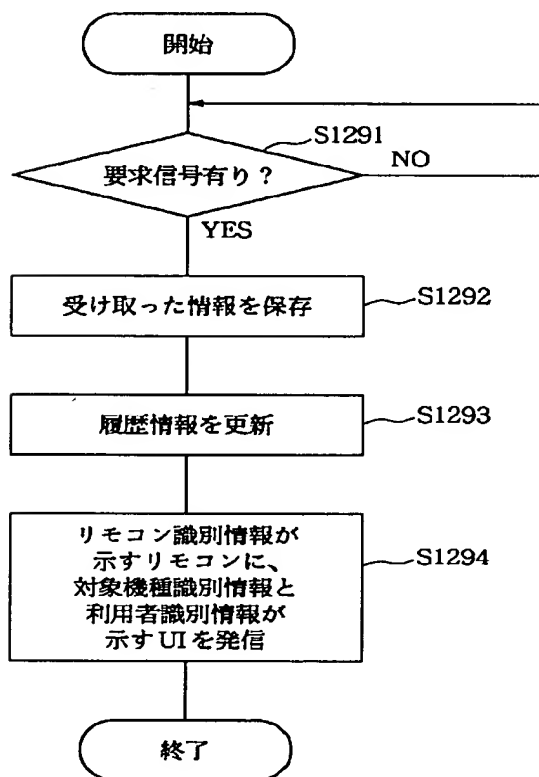 開始
S1291
要求信号有り？
NO
YES
受け取った情報を保存
S1292
履歴情報を更新
S1293
リモコン識別情報が
示すリモコンに、
対象機種識別情報と
利用者識別情報が
示すUIを発信
S1294
終了